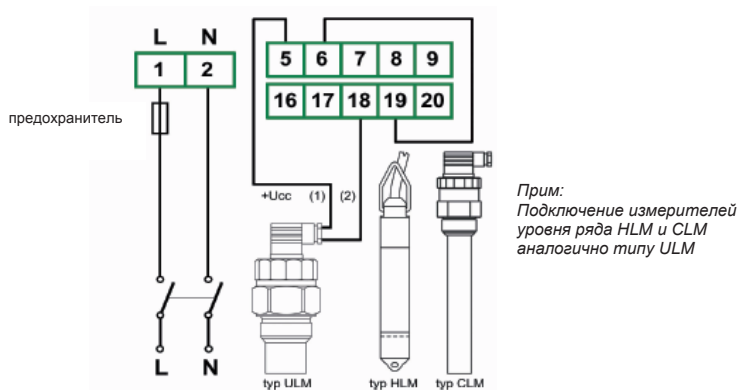 L N
1 2
5 6 7 8 9
16 17 18 19 20
предохранитель
+Ucc (1) (2)
Прим:
Подключение измерителей
уровня ряда HLM и CLM
аналогично типу ULM
L N
typ ULM typ HLM typ CLM